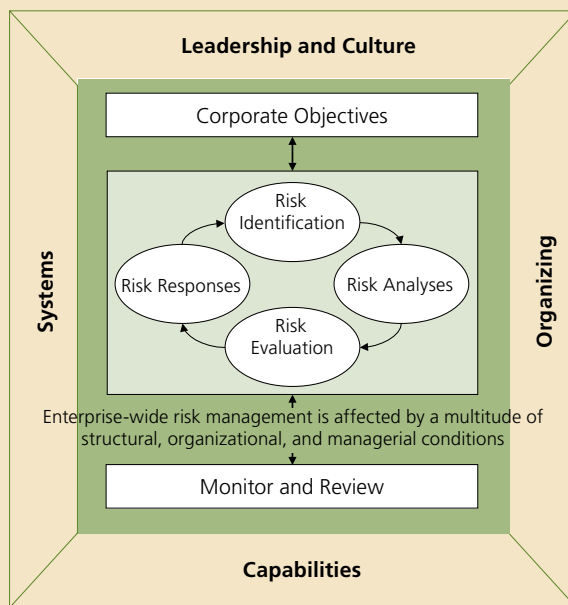 Leadership and Culture
Corporate Objectives
Risk
Identification
Risk Responses
Risk Analyses
Risk
Evaluation
Systems
Organizing
Enterprise-wide risk management is affected by a multitude of
structural, organizational, and managerial conditions
Monitor and Review
Capabilities